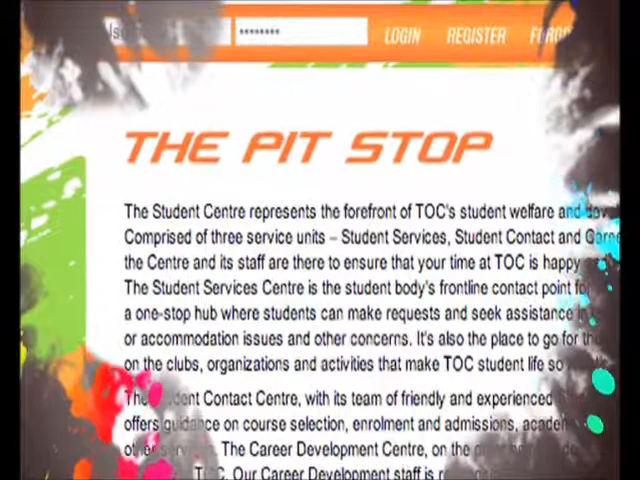 LOGIN REGISTER
THE PIT STOP
The Student Centre represents the forefront of TOC's student welfare and
Comprised of three service units – Student Services, Student Contact and
the Centre and its staff are there to ensure that your time at TOC is happy
The Student Services Centre is the student body's frontline contact point
a one-stop hub where students can make requests and seek assistance
or accommodation issues and other concerns. It's also the place to go for
on the clubs, organizations and activities that make TOC student life so
Contact Centre, with its team of friendly and experienced
offers guidance on course selection, enrolment and admissions,
The Career Development Centre, on the
Our Career Development staff is